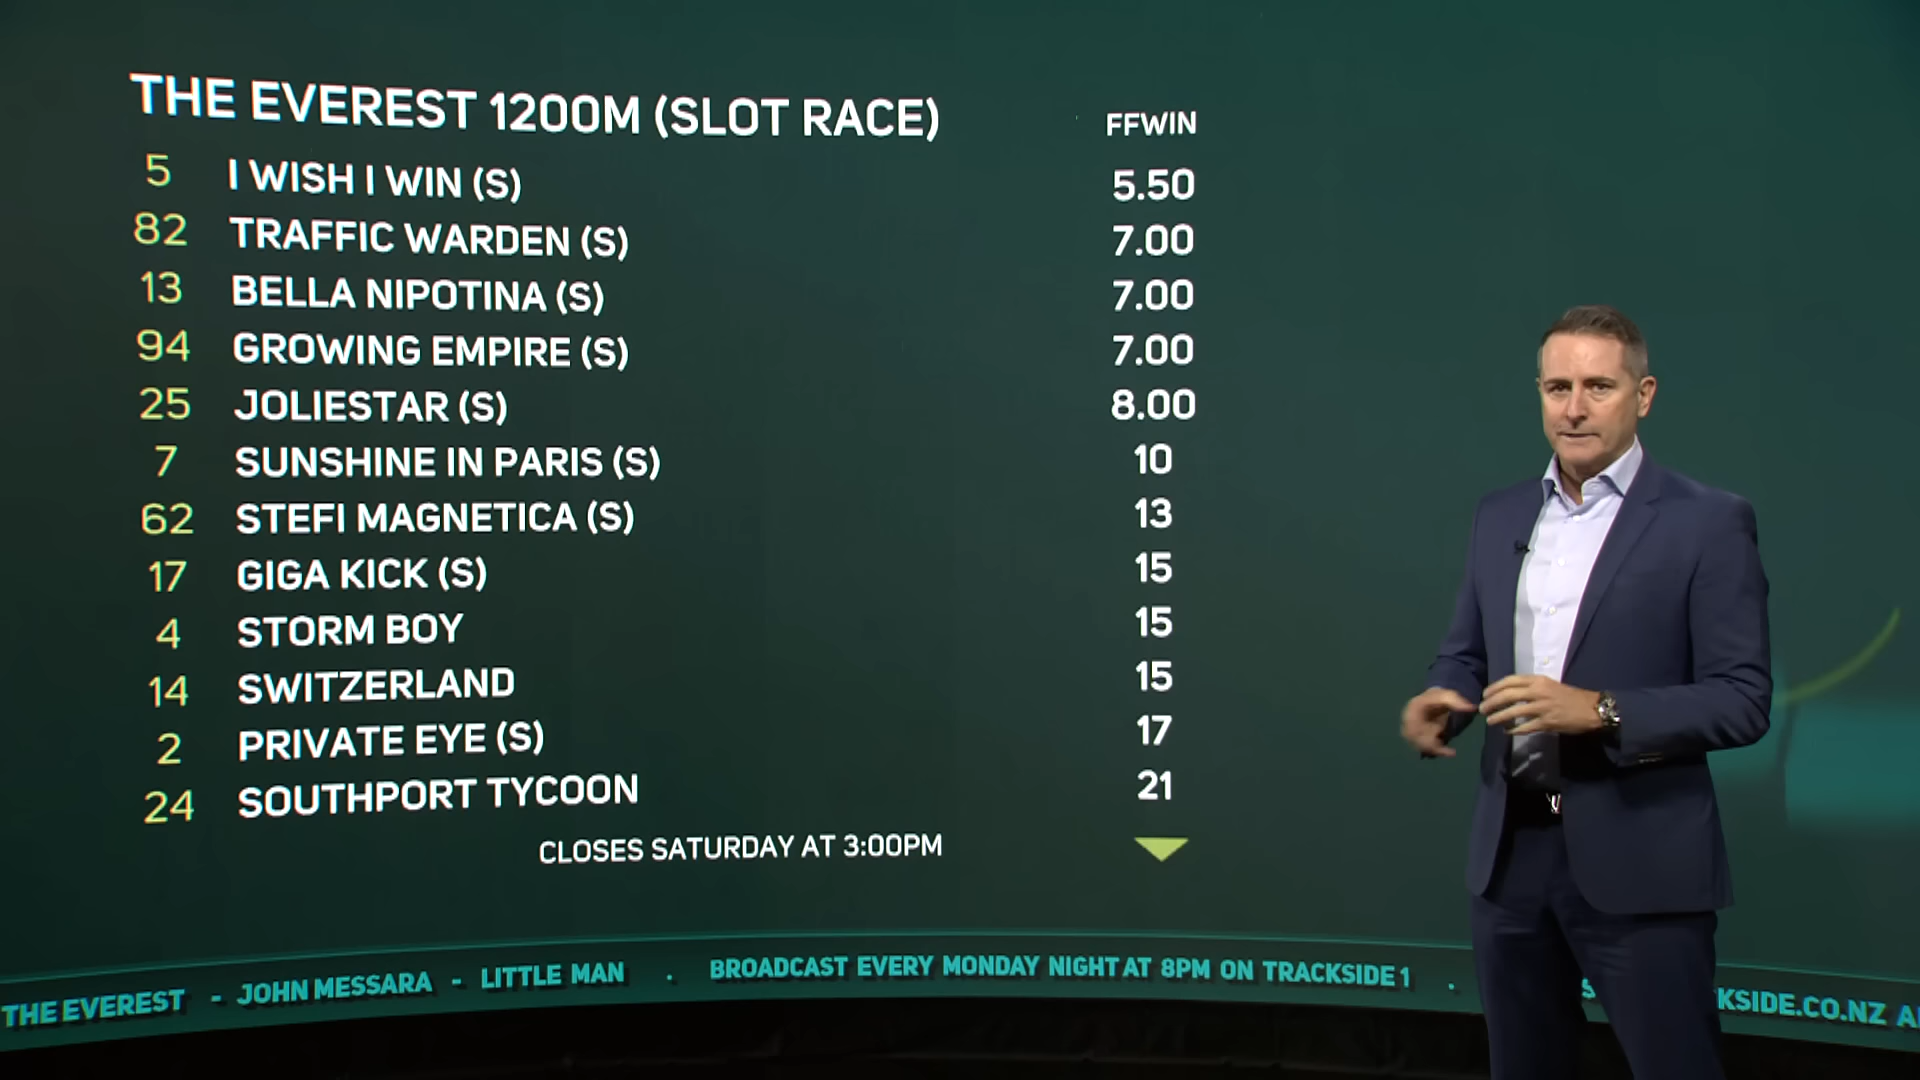 THE EVEREST 1200M (SLOT RACE) FFWIN
5 I WISH I WIN (S) 5.50
82 TRAFFIC WARDEN (S) 7.00
13 BELLA NIPOTINA (S) 7.00
94 GROWING EMPIRE (S) 7.00
25 JOLIESTAR (S) 8.00
7 SUNSHINE IN PARIS (S) 10
62 STEFI MAGNETICA (S) 13
17 GIGA KICK (S) 15
4 STORM BOY 15
14 SWITZERLAND 15
2 PRIVATE EYE (S) 17
24 SOUTHPORT TYCOON 21
CLOSES SATURDAY AT 3:00PM
THE EVEREST - JOHN MESSARA - LITTLE MAN . BROADCAST EVERY MONDAY NIGHT AT 8PM ON TRACKSIDE 1 . KSIDE.CO.NZ